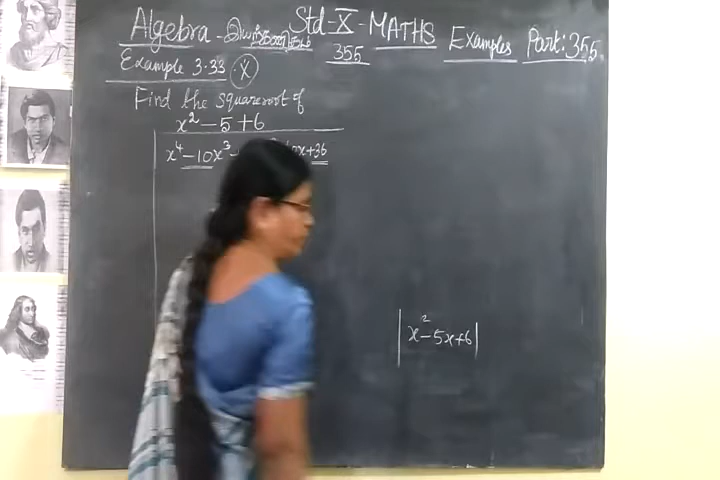 Algebra - இயற்கணிதம் Std-X-MATHS Examples Part:355
355
Example 3.33 X
Find the squareroot of
x² - 5 + 6
x⁴ - 10x³ x+36
|x² - 5x + 6|